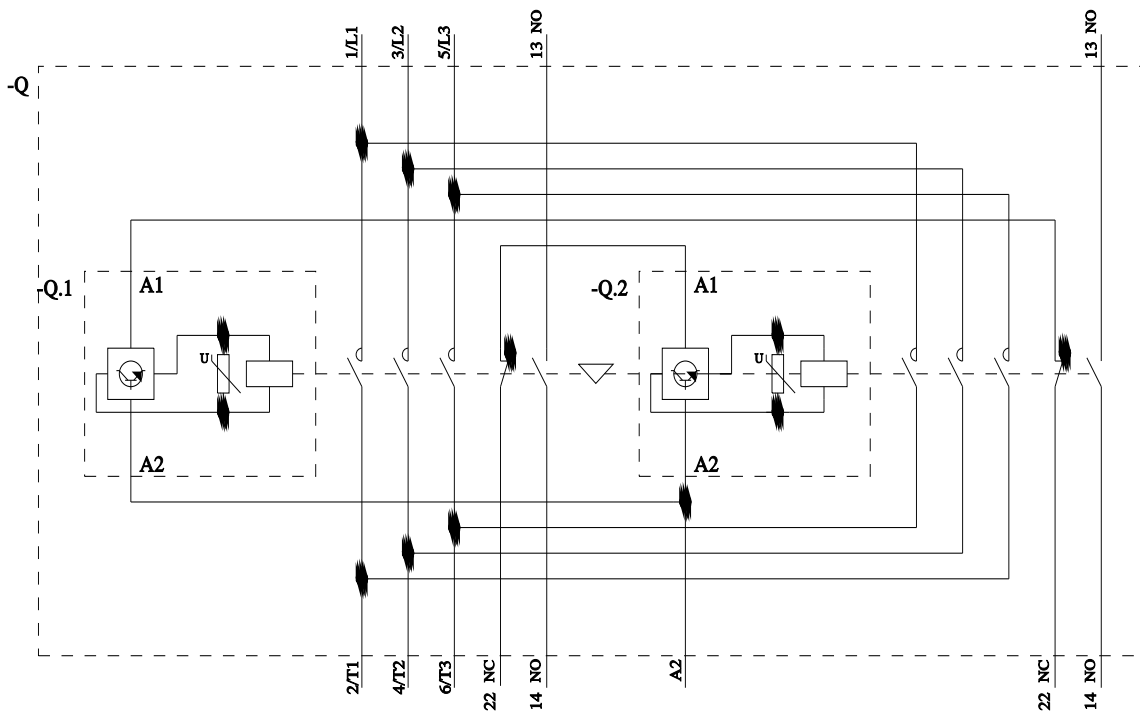 1/L1
3/L2
5/L3
13 NO
13 NO
-Q
-Q.1
A1
-Q.2
A1
U
U
A2
A2
2/T1
4/T2
6/T3
22 NC
14 NO
A2
22 NC
14 NO